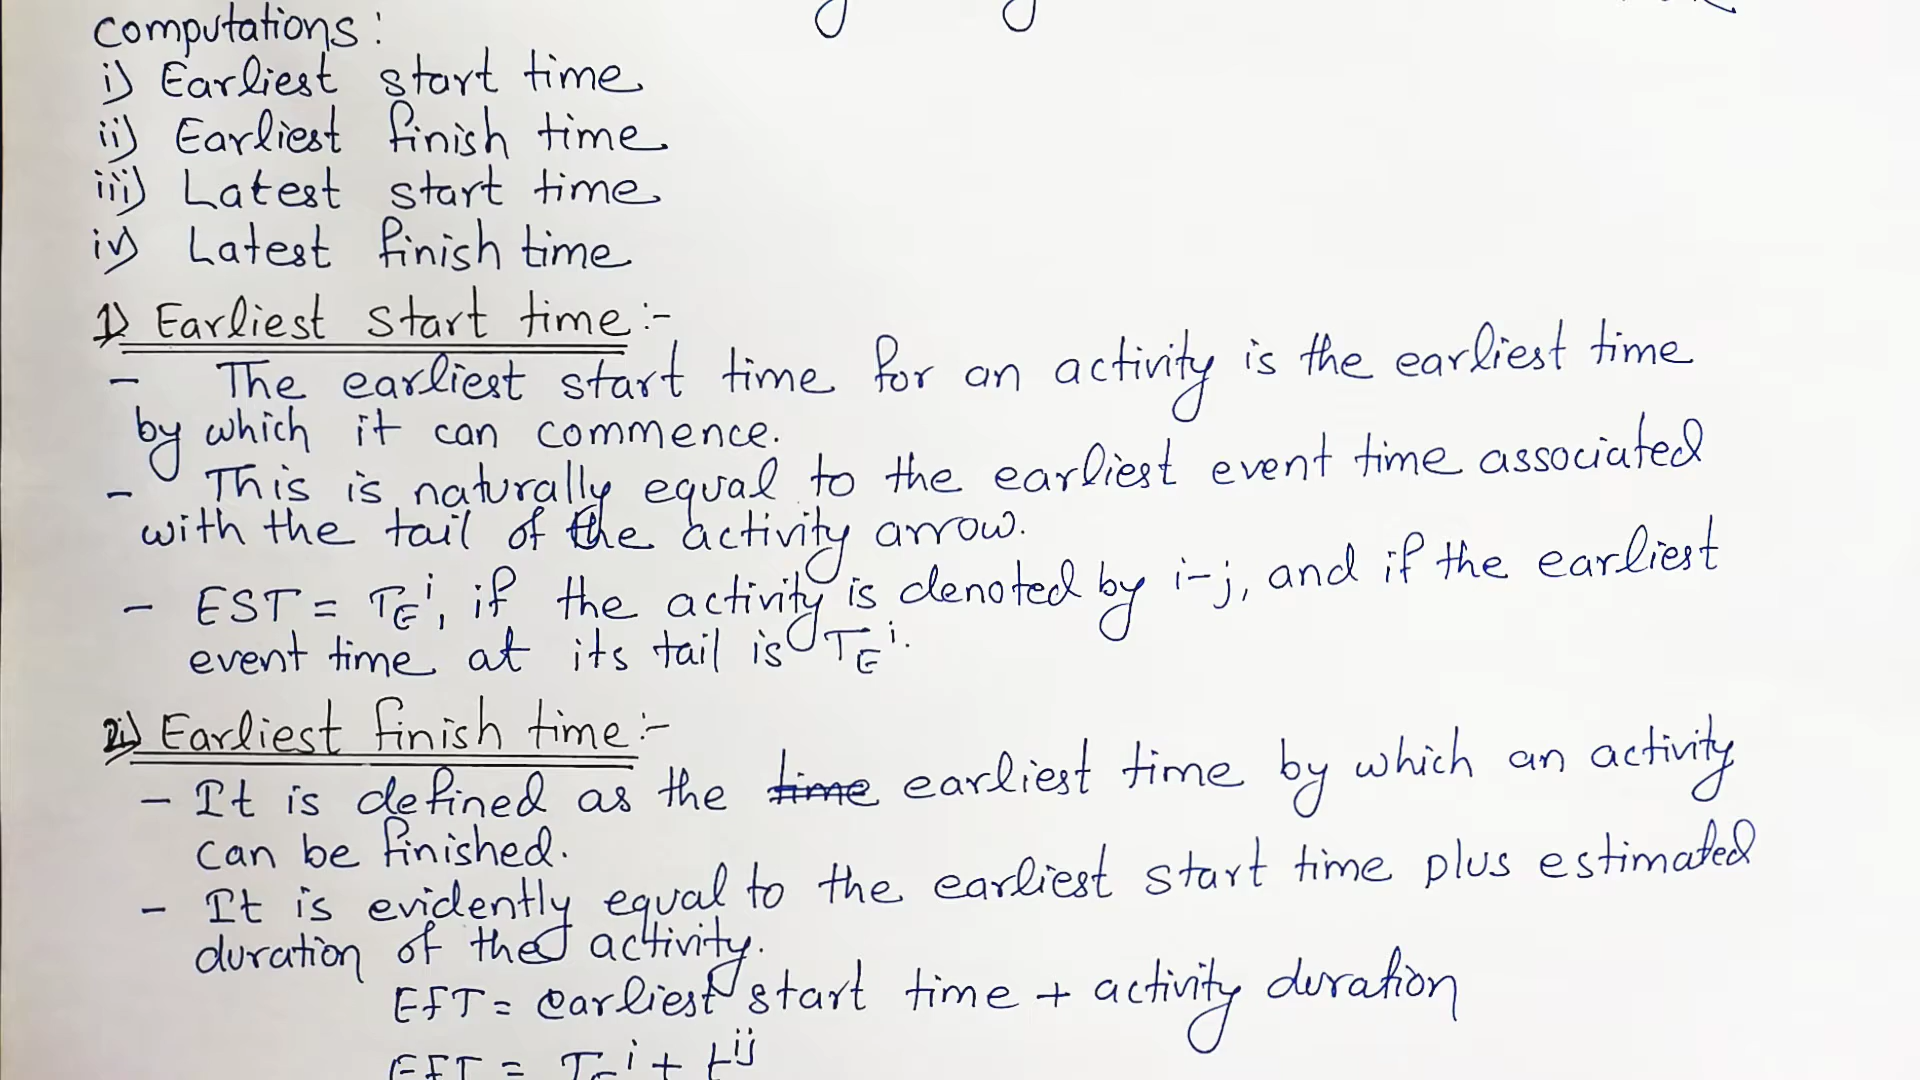 computations :
i) Earliest start time
ii) Earliest finish time
iii) Latest start time
iv) Latest finish time
1) Earliest start time :-
- The earliest start time for an activity is the earliest time
by which it can commence.
- This is naturally equal to the earliest event time associated
with the tail of the activity arrow.
- EST = T_E^i, if the activity is denoted by i-j, and if the earliest
event time at its tail is T_E^i.
2) Earliest finish time :-
- It is defined as the time earliest time by which an activity
can be finished.
- It is evidently equal to the earliest start time plus estimated
duration of the activity.
EFT = earliest start time + activity duration
EFT = T_E^i + t^ij